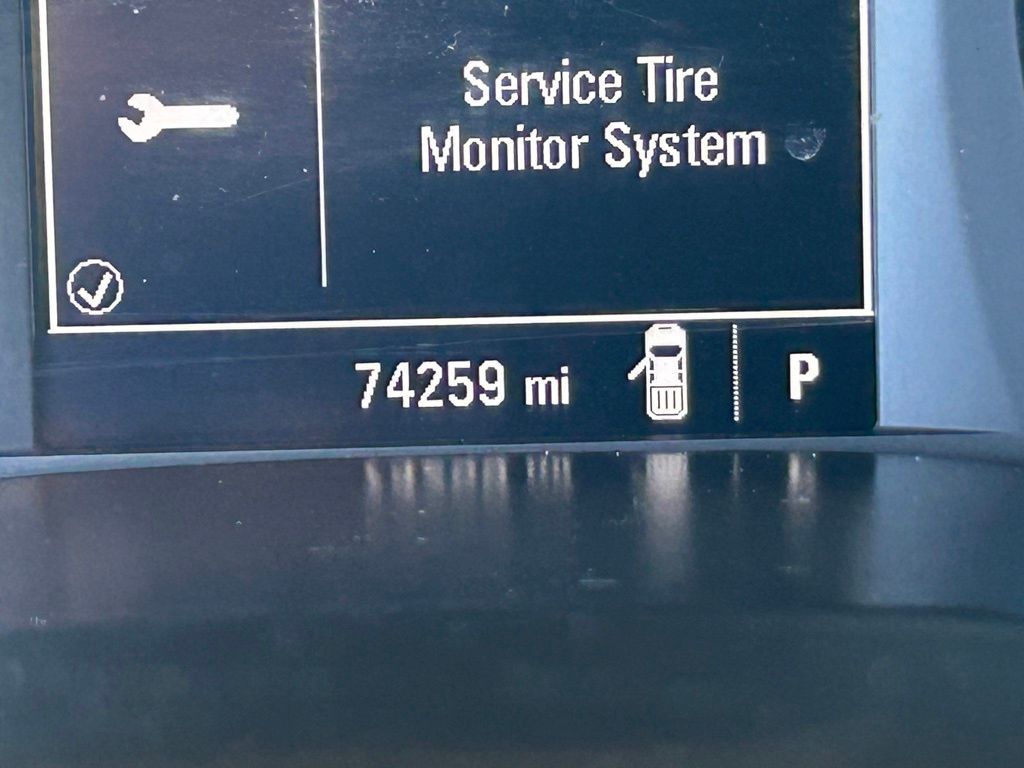 Service Tire
Monitor System
74259 mi
P